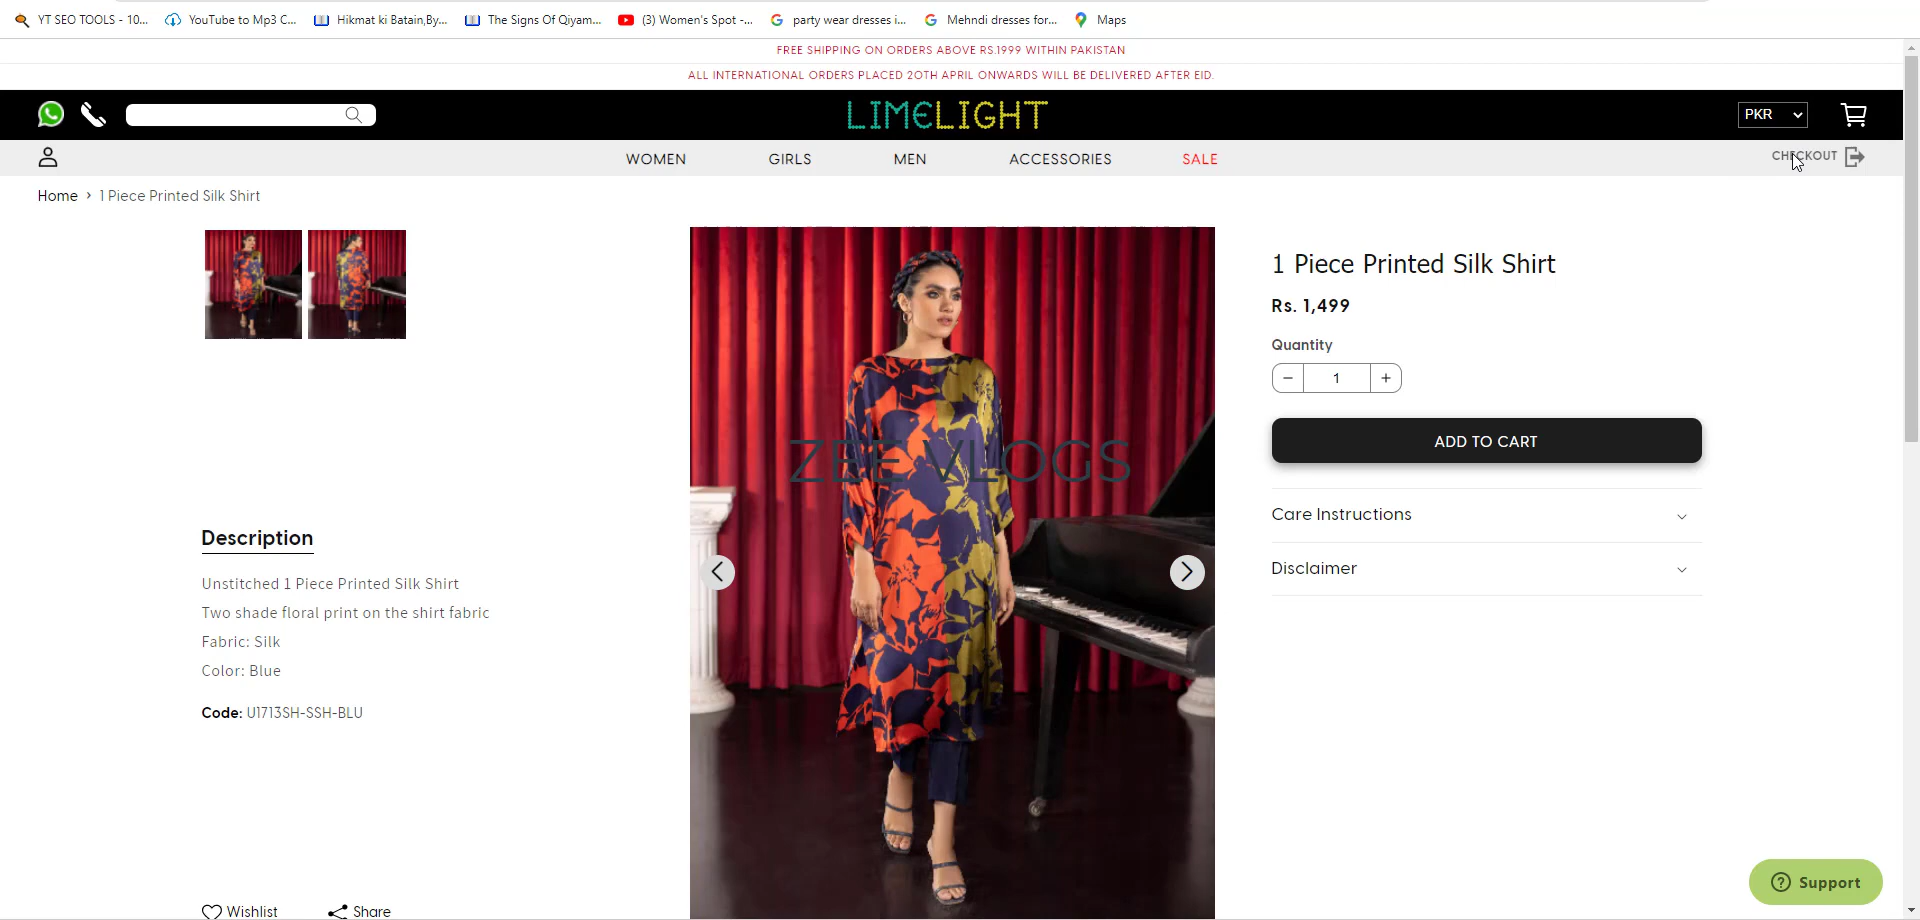 YT SEO TOOLS - 10...
YouTube to Mp3 C...
Hikmat ki Batain,By...
The Signs Of Qiyam...
(3) Women's Spot -...
party wear dresses i...
Mehndi dresses for...
Maps
FREE SHIPPING ON ORDERS ABOVE RS.1999 WITHIN PAKISTAN
ALL INTERNATIONAL ORDERS PLACED 20TH APRIL ONWARDS WILL BE DELIVERED AFTER EID.
LIMELIGHT
PKR
WOMEN
GIRLS
MEN
ACCESSORIES
SALE
CHECKOUT
Home › 1 Piece Printed Silk Shirt
1 Piece Printed Silk Shirt
Rs. 1,499
Quantity
− 1 +
ADD TO CART
ZEE VLOGS
Care Instructions
Disclaimer
Description
Unstitched 1 Piece Printed Silk Shirt
Two shade floral print on the shirt fabric
Fabric: Silk
Color: Blue
Code: U1713SH-SSH-BLU
Wishlist
Share
Support